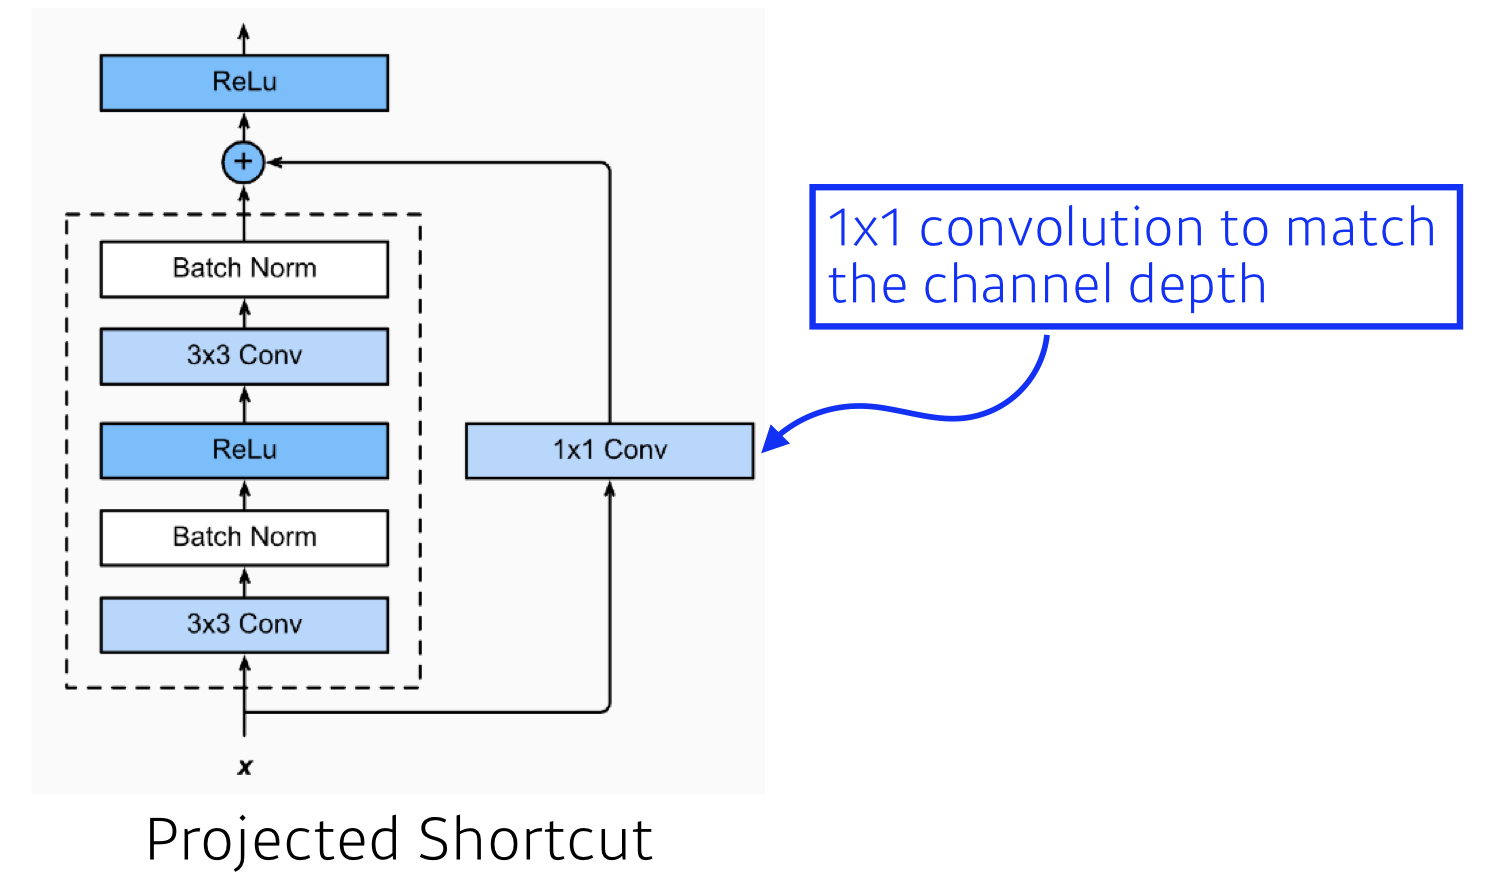 ReLu
+
Batch Norm
3x3 Conv
ReLu
1x1 Conv
Batch Norm
3x3 Conv
x
1x1 convolution to match
the channel depth
Projected Shortcut